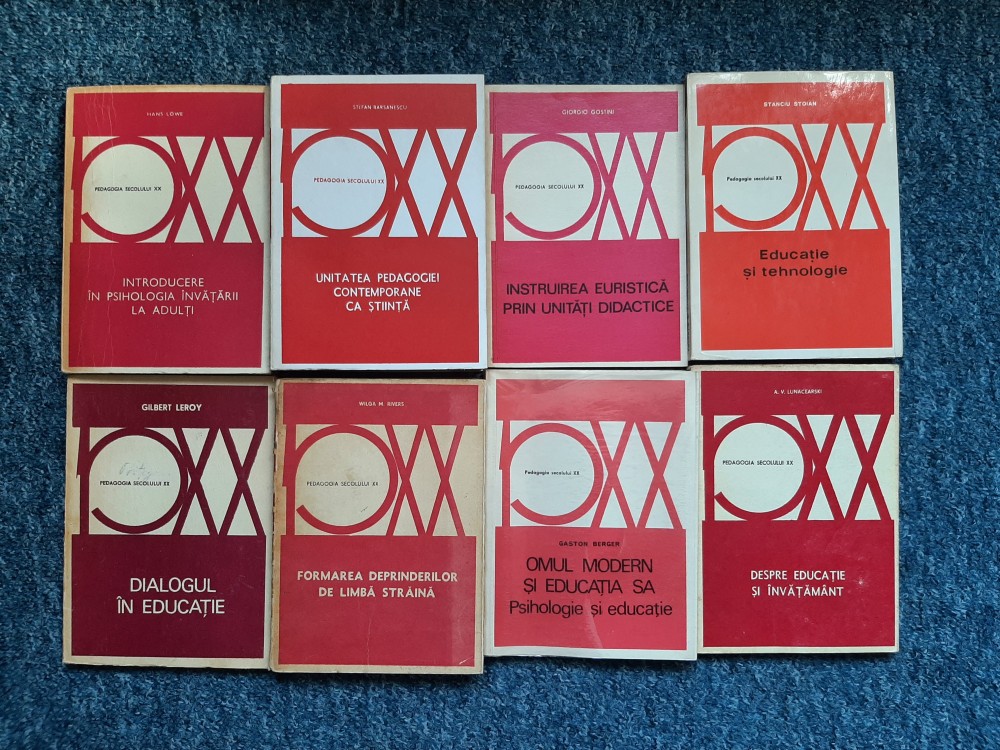 HANS LÖWE
PEDAGOGIA SECOLULUI XX
INTRODUCERE
ÎN PSIHOLOGIA ÎNVĂȚĂRII
LA ADULȚI
ȘTEFAN BÂRSĂNESCU
PEDAGOGIA SECOLULUI XX
UNITATEA PEDAGOGIEI
CONTEMPORANE
CA ȘTIINȚĂ
GIORGIO GOSTINI
PEDAGOGIA SECOLULUI XX
INSTRUIREA EURISTICĂ
PRIN UNITĂȚI DIDACTICE
STANCIU STOIAN
Pedagogia secolului XX
Educație
și tehnologie
GILBERT LEROY
PEDAGOGIA SECOLULUI XX
DIALOGUL
ÎN EDUCAȚIE
WILGA M. RIVERS
PEDAGOGIA SECOLULUI XX
FORMAREA DEPRINDERILOR
DE LIMBĂ STRĂINĂ
Pedagogia secolului XX
GASTON BERGER
OMUL MODERN
ȘI EDUCAȚIA SA
Psihologie și educație
A. V. LUNACEARSKI
PEDAGOGIA SECOLULUI XX
DESPRE EDUCAȚIE
ȘI ÎNVĂȚĂMÂNT